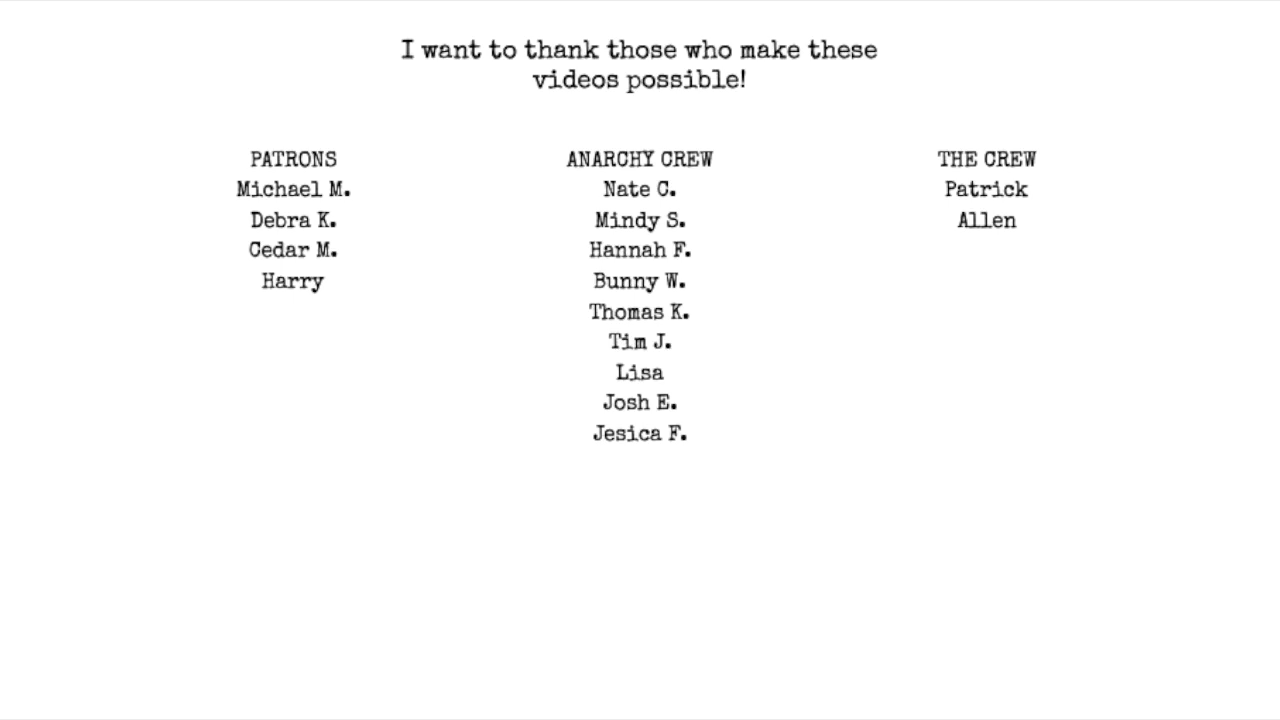 I want to thank those who make these
videos possible!
PATRONS
Michael M.
Debra K.
Cedar M.
Harry
ANARCHY CREW
Nate C.
Mindy S.
Hannah F.
Bunny W.
Thomas K.
Tim J.
Lisa
Josh E.
Jesica F.
THE CREW
Patrick
Allen